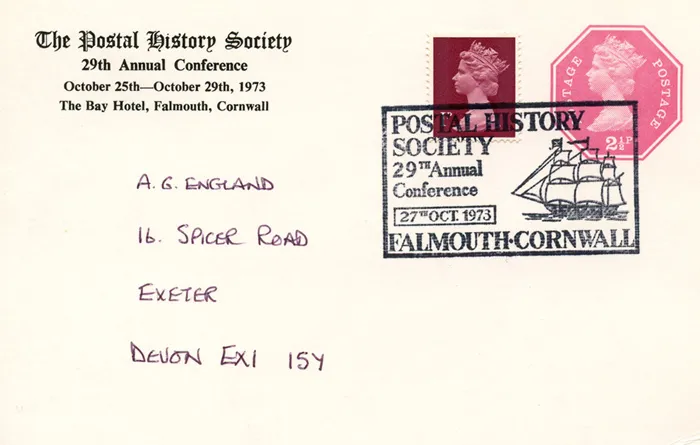 The Postal History Society
29th Annual Conference
October 25th—October 29th, 1973
The Bay Hotel, Falmouth, Cornwall
POSTAGE POSTAGE
2½P
POSTAL HISTORY
SOCIETY
29TH Annual
Conference
27TH OCT. 1973
FALMOUTH·CORNWALL
A. G. ENGLAND
16. SPICER ROAD
EXETER
DEVON EX1 1SY